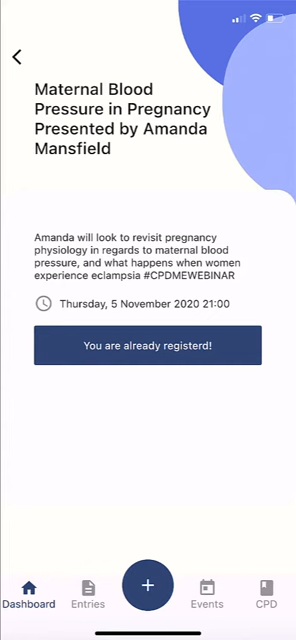 Maternal Blood
Pressure in Pregnancy
Presented by Amanda
Mansfield
Amanda will look to revisit pregnancy
physiology in regards to maternal blood
pressure, and what happens when women
experience eclampsia #CPDMEWEBINAR
Thursday, 5 November 2020 21:00
You are already registerd!
Dashboard
Entries
+
Events
CPD